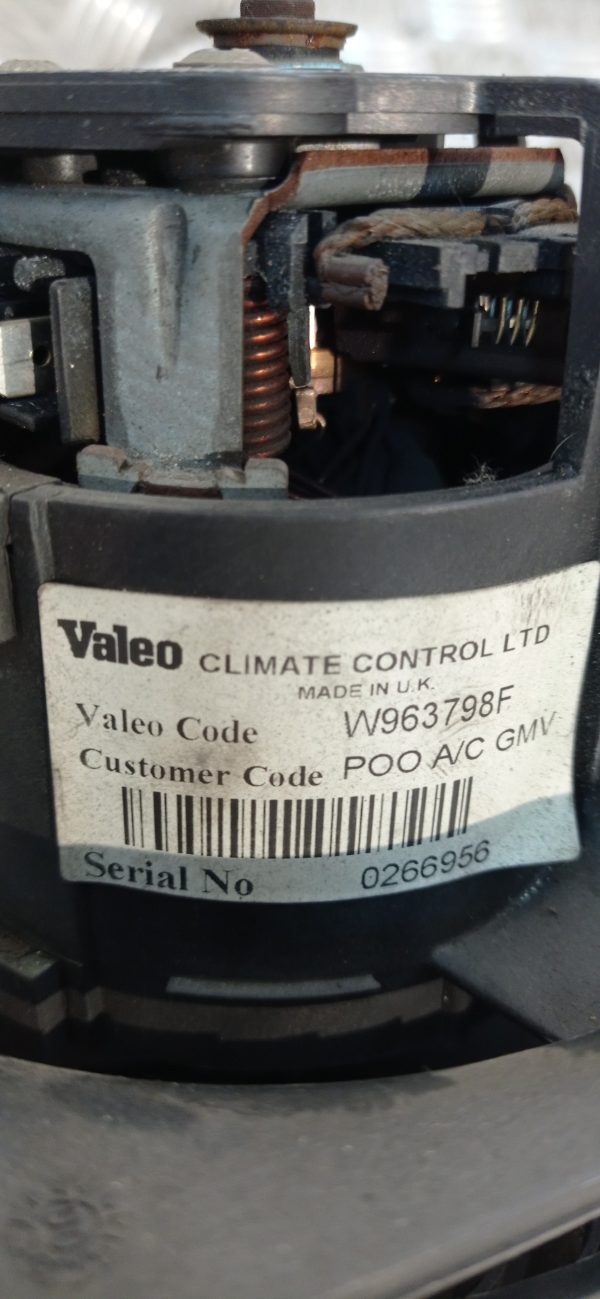 Valeo CLIMATE CONTROL LTD
MADE IN U.K.
Valeo Code W963798F
Customer Code POO A/C GMV
Serial No 0266956